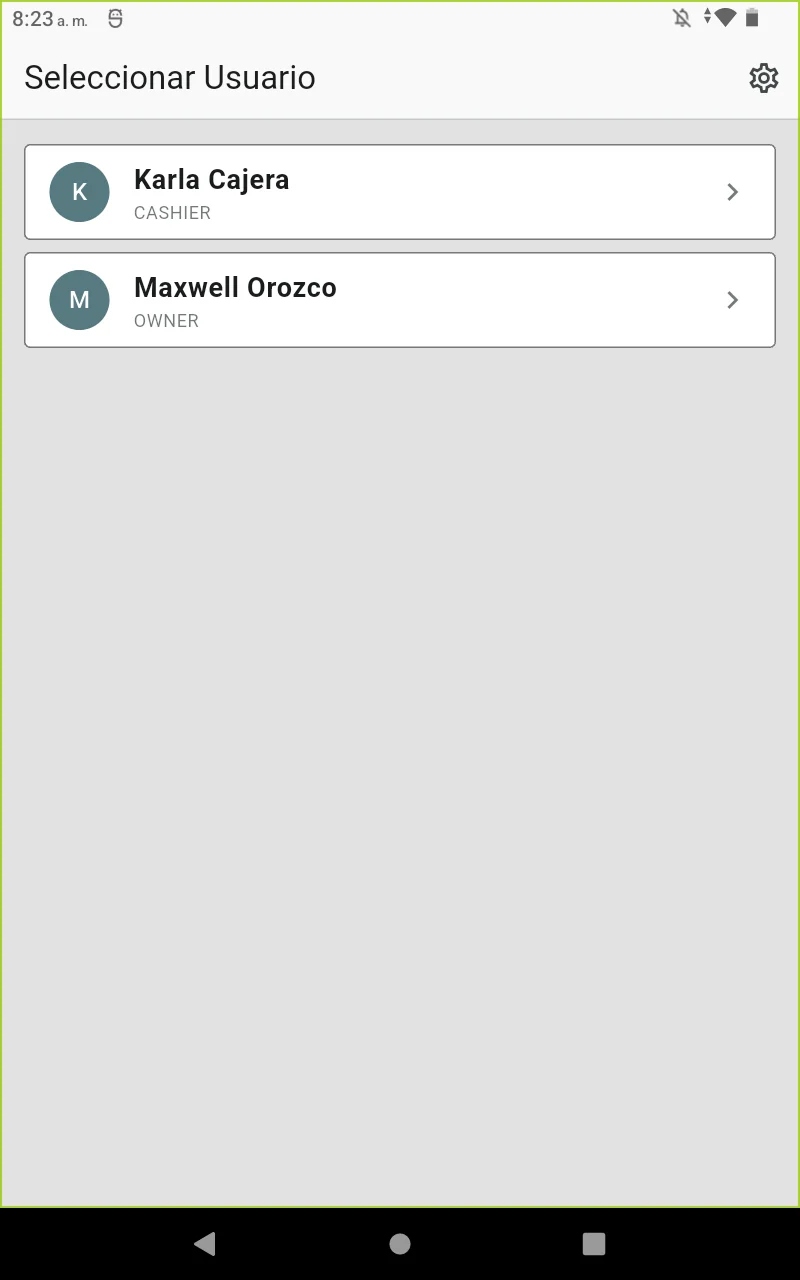 8:23 a. m.
Seleccionar Usuario
K
Karla Cajera
CASHIER
M
Maxwell Orozco
OWNER